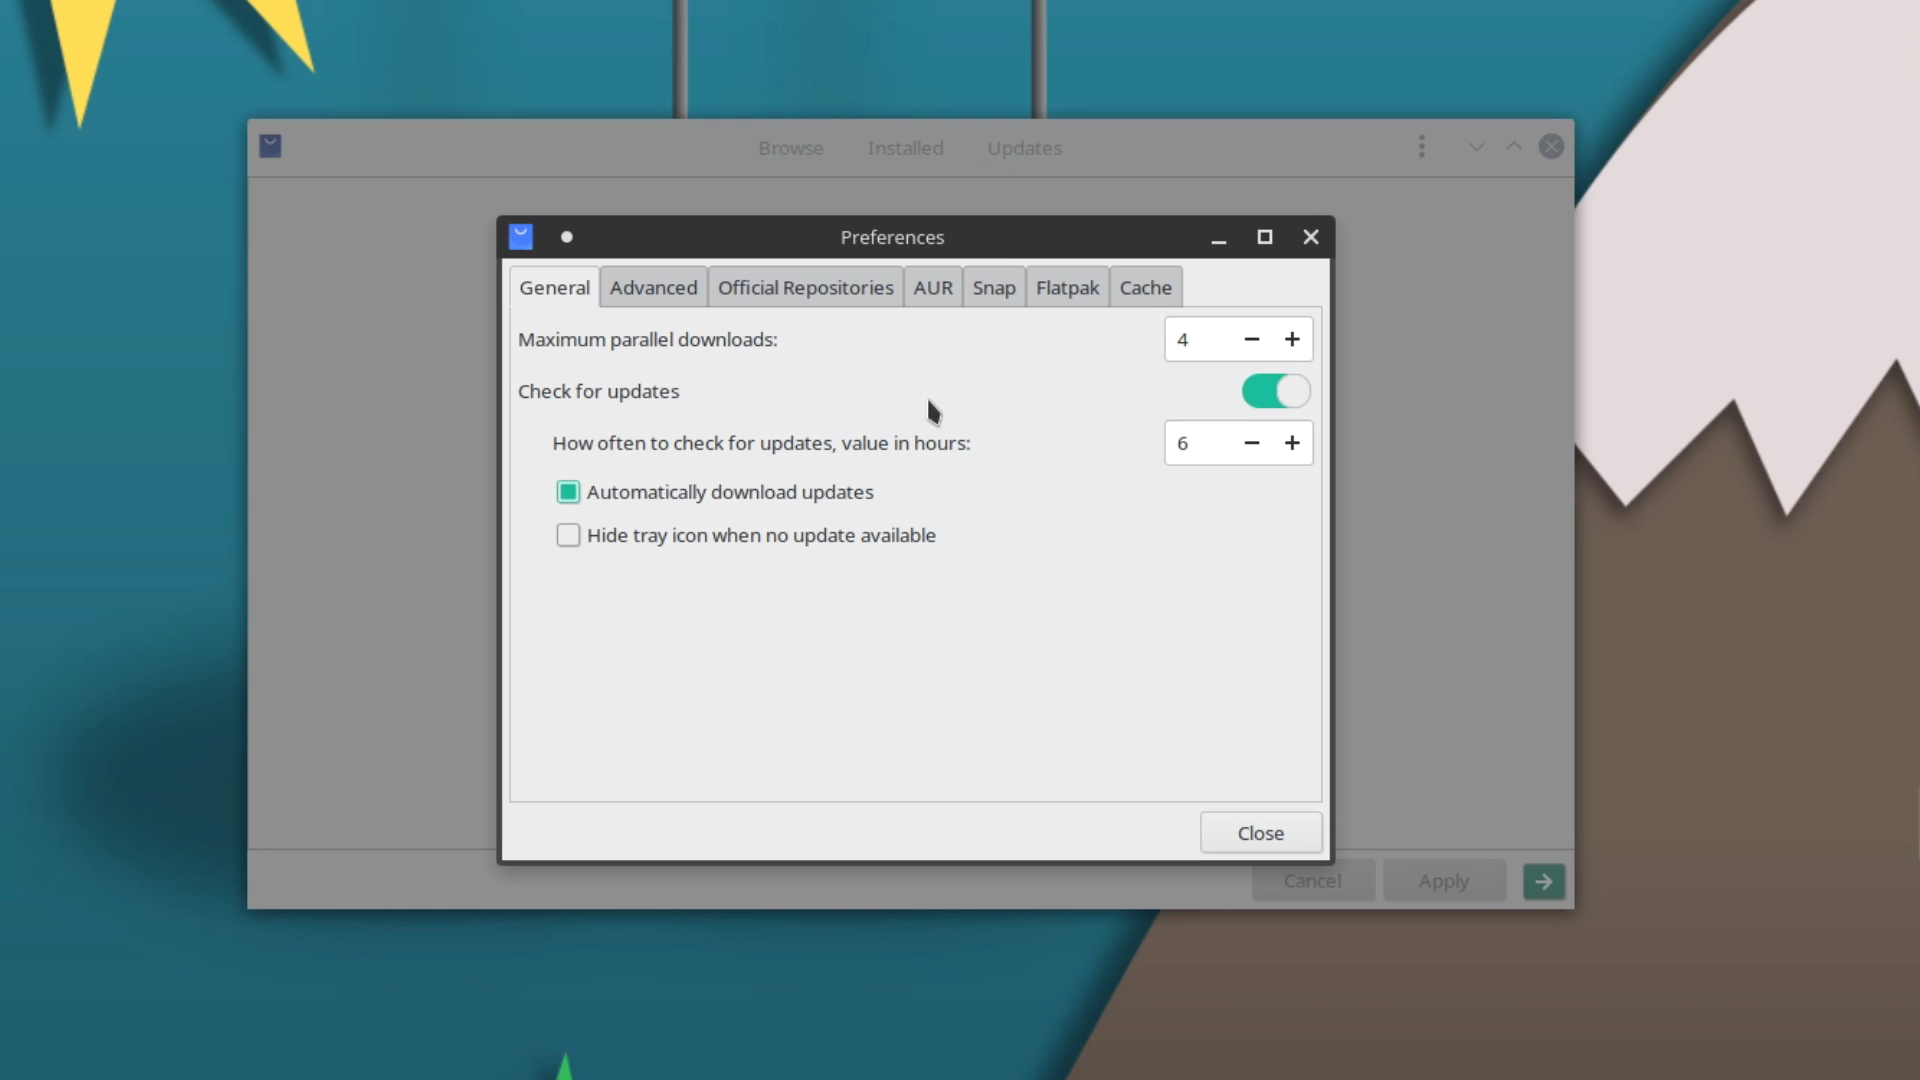 Browse Installed Updates
Preferences
General Advanced Official Repositories AUR Snap Flatpak Cache
Maximum parallel downloads: 4
Check for updates
How often to check for updates, value in hours: 6
Automatically download updates
Hide tray icon when no update available
Close
Cancel Apply